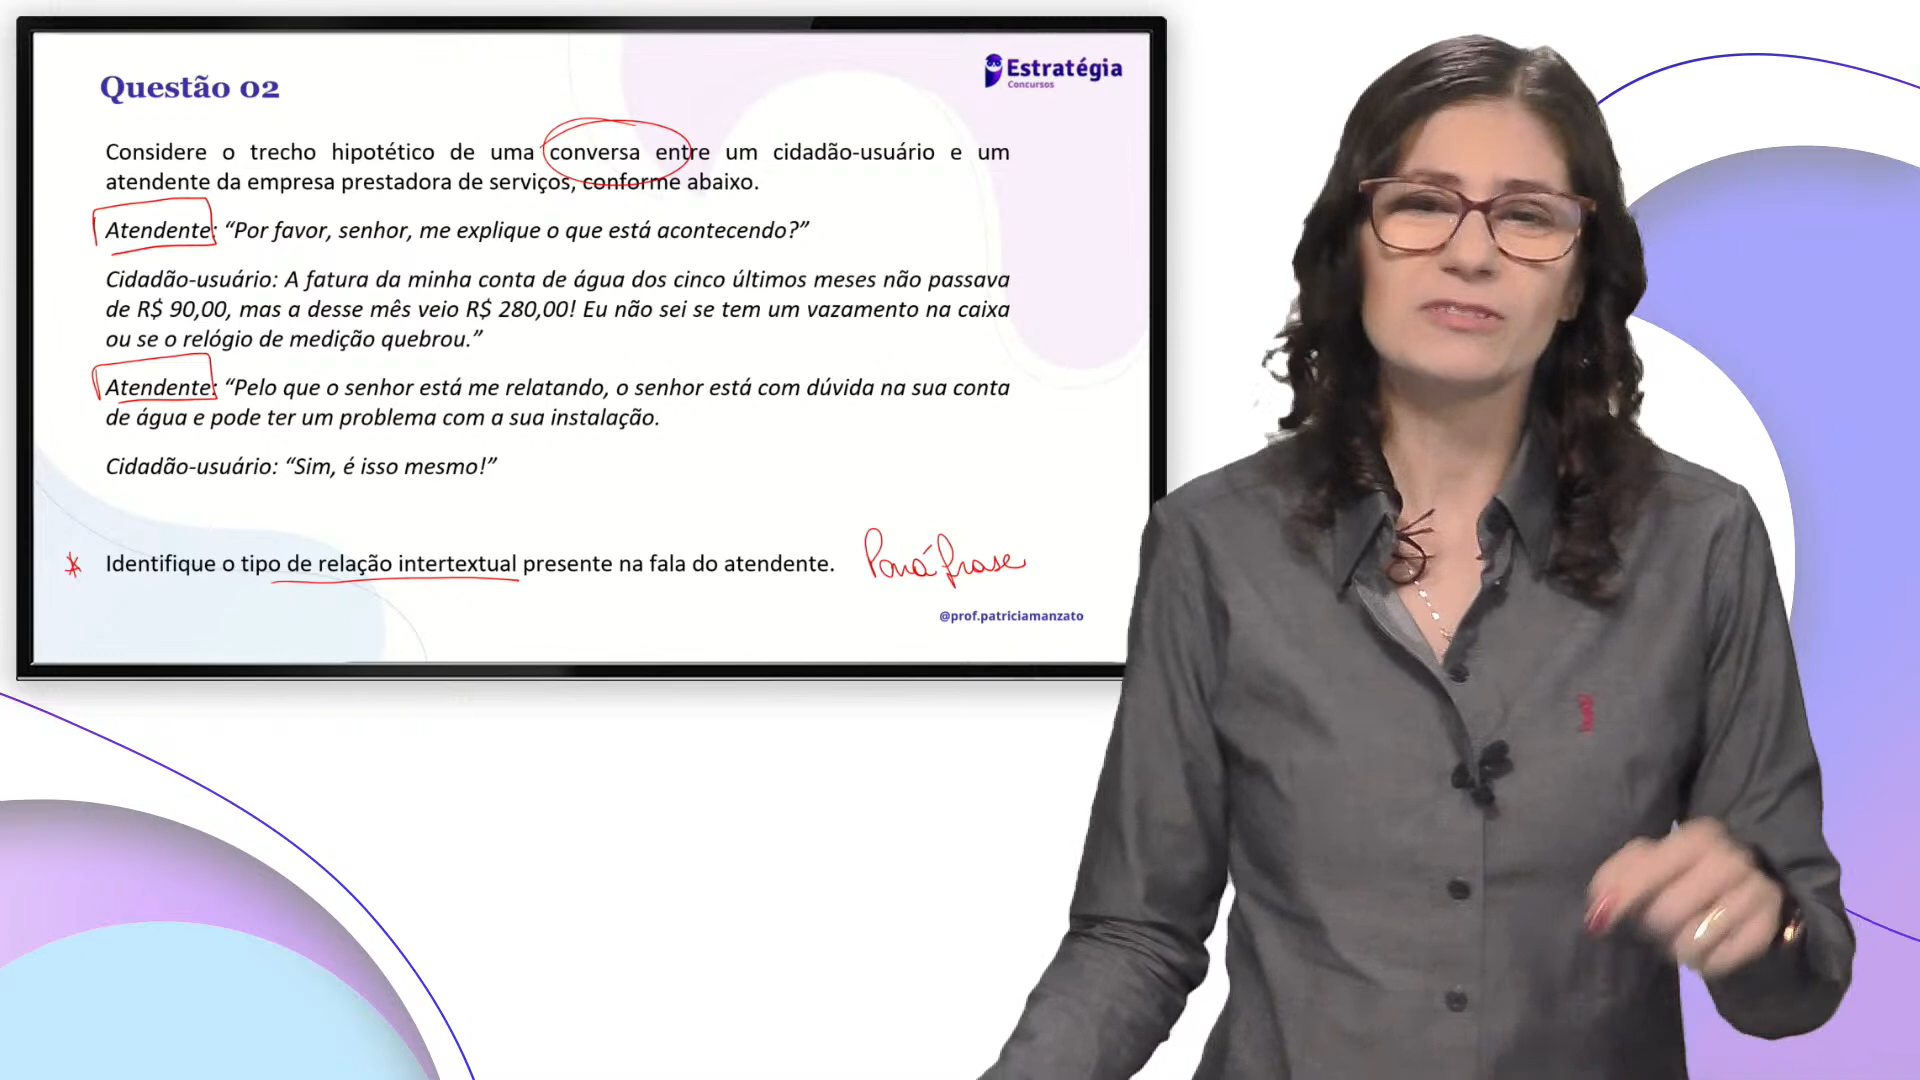 Questão 02
Estratégia
Concursos
Considere o trecho hipotético de uma conversa entre um cidadão-usuário e um
atendente da empresa prestadora de serviços, conforme abaixo.
Atendente: “Por favor, senhor, me explique o que está acontecendo?”
Cidadão-usuário: A fatura da minha conta de água dos cinco últimos meses não passava
de R$ 90,00, mas a desse mês veio R$ 280,00! Eu não sei se tem um vazamento na caixa
ou se o relógio de medição quebrou.”
Atendente: “Pelo que o senhor está me relatando, o senhor está com dúvida na sua conta
de água e pode ter um problema com a sua instalação.
Cidadão-usuário: “Sim, é isso mesmo!”
* Identifique o tipo de relação intertextual presente na fala do atendente. Paráfrase
@prof.patriciamanzato